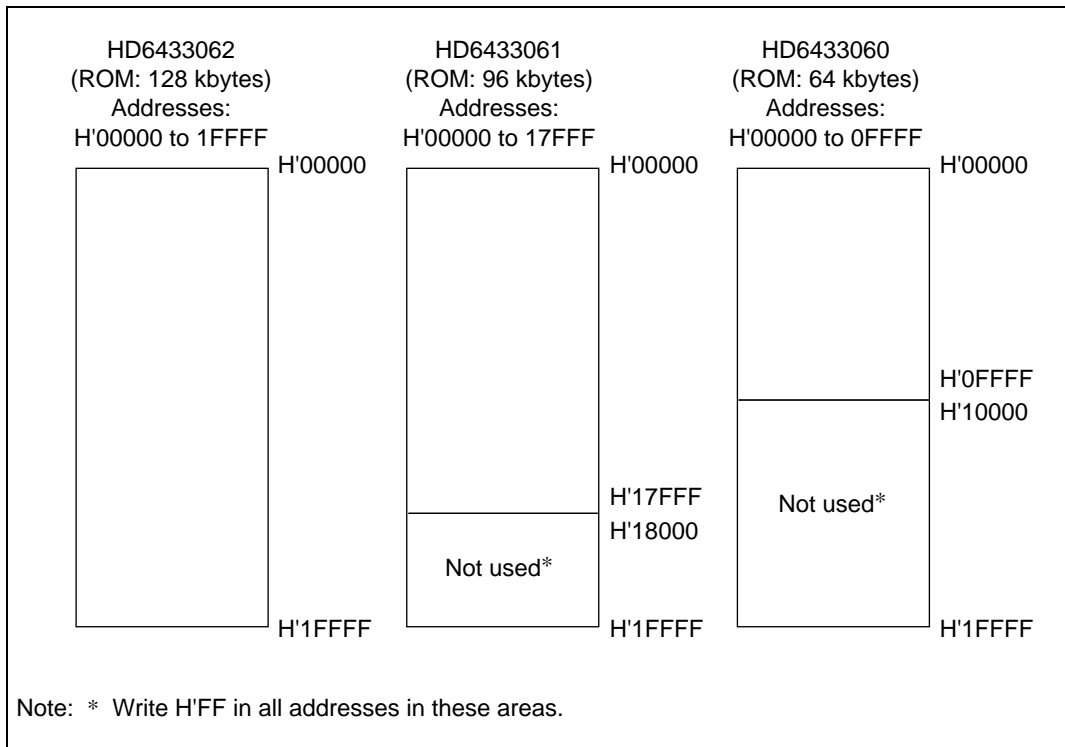 HD6433062
(ROM: 128 kbytes)
Addresses:
H'00000 to 1FFFF
H'00000
H'1FFFF
HD6433061
(ROM: 96 kbytes)
Addresses:
H'00000 to 17FFF
H'00000
H'17FFF
H'18000
Not used*
H'1FFFF
HD6433060
(ROM: 64 kbytes)
Addresses:
H'00000 to 0FFFF
H'00000
H'0FFFF
H'10000
Not used*
H'1FFFF
Note: * Write H'FF in all addresses in these areas.